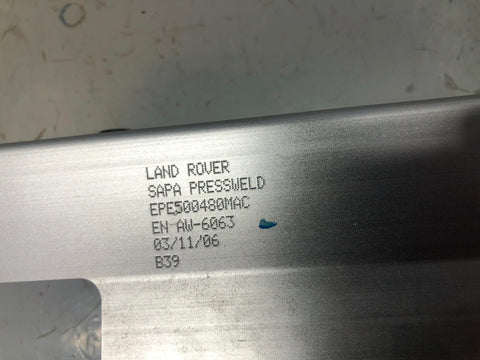 LAND ROVER
SAPA PRESSWELD
EPE500480MAC
EN AW-6063
03/11/06
B39